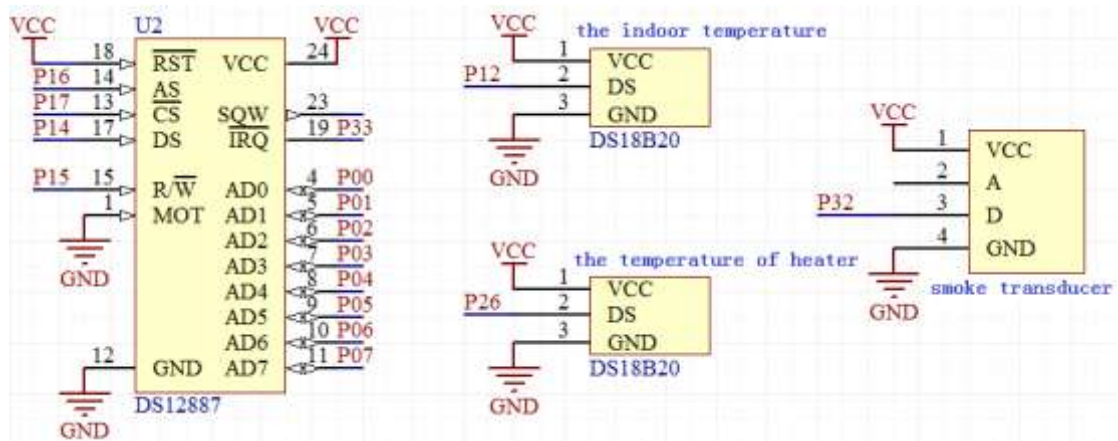 VCC U2 VCC
18 RST VCC 24
P16 14 AS
P17 13 CS SQW 23
P14 17 DS IRQ 19 P33
P15 15 R/W AD0 4 P00
1 MOT AD1 5 P01
AD2 6 P02
GND AD3 7 P03
AD4 8 P04
AD5 9 P05
AD6 10 P06
12 GND AD7 11 P07
DS12887
GND
the indoor temperature
VCC
1 VCC
P12 2 DS
3 GND
DS18B20
GND
the temperature of heater
VCC
1 VCC
P26 2 DS
3 GND
DS18B20
GND
VCC
1 VCC
2 A
P32 3 D
4 GND
smoke transducer
GND